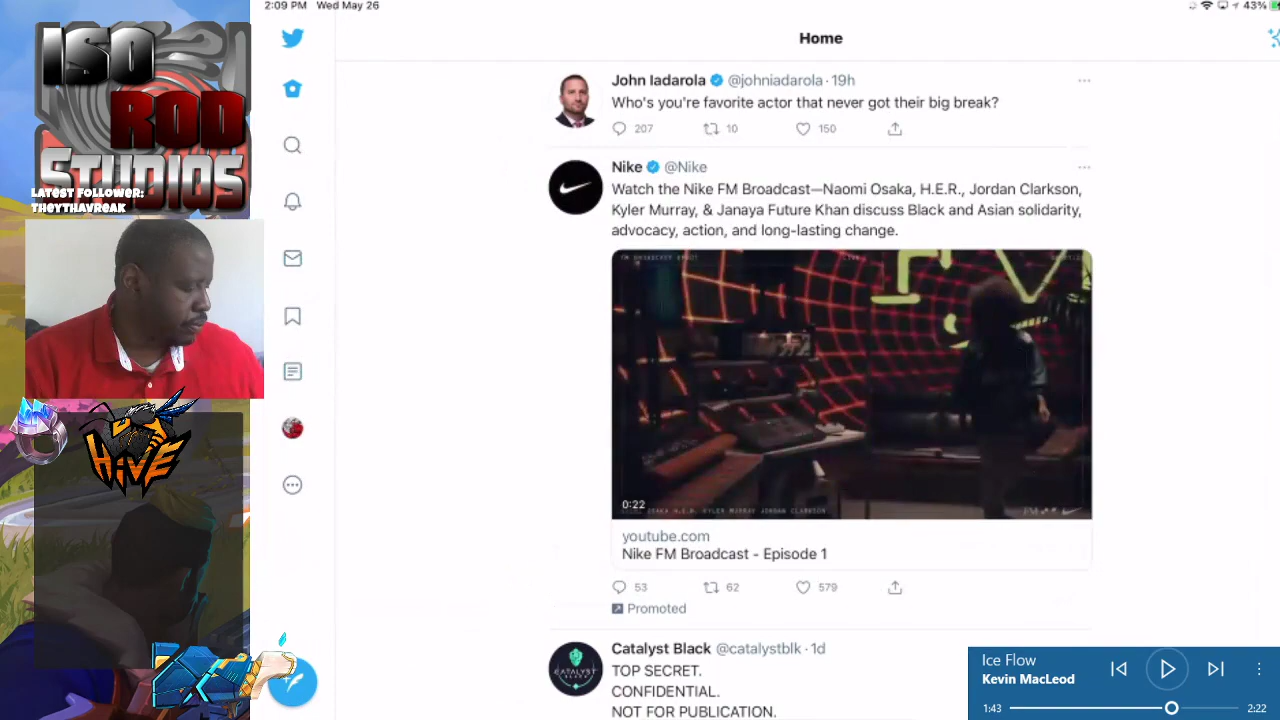 2:09 PM Wed May 26
43%
ISO
ROD
STUDIOS
LATEST FOLLOWER:
THEYTHAVREAK
HIVE
Home
John Iadarola @johniadarola · 19h
Who's you're favorite actor that never got their big break?
207 10 150
Nike @Nike
Watch the Nike FM Broadcast—Naomi Osaka, H.E.R., Jordan Clarkson,
Kyler Murray, & Janaya Future Khan discuss Black and Asian solidarity,
advocacy, action, and long-lasting change.
0:22
youtube.com
Nike FM Broadcast - Episode 1
53 62 579
Promoted
Catalyst Black @catalystblk · 1d
CATALYST
BLACK
TOP SECRET.
CONFIDENTIAL.
NOT FOR PUBLICATION.
Ice Flow
Kevin MacLeod
1:43 2:22